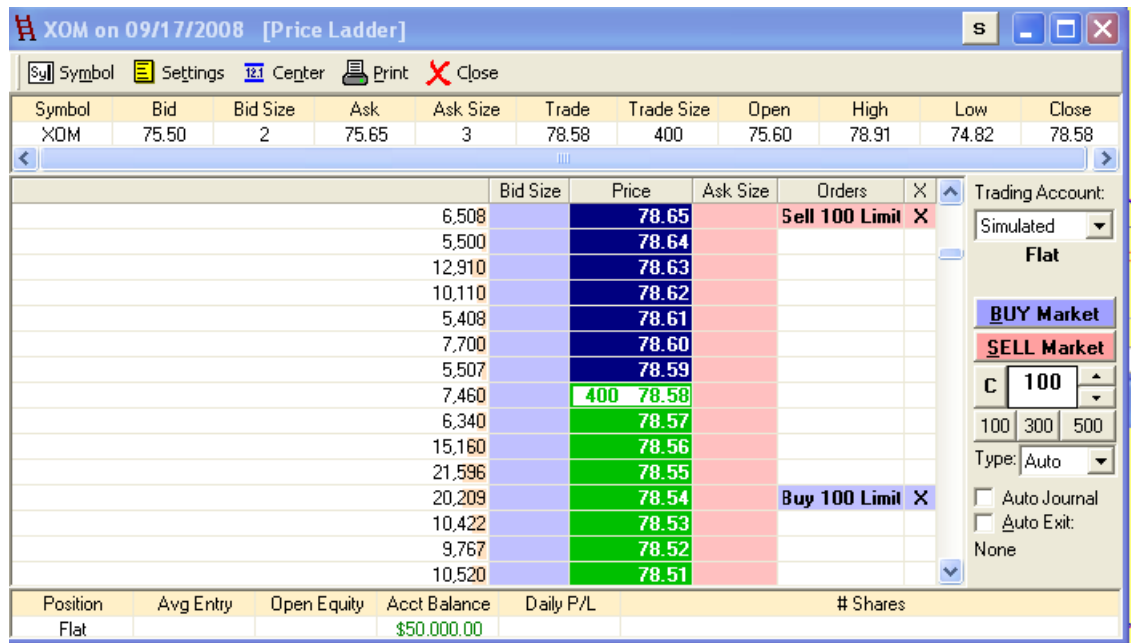 XOM on 09/17/2008 [Price Ladder] S
Sy Symbol Settings 12.1 Center Print Close
Symbol Bid Bid Size Ask Ask Size Trade Trade Size Open High Low Close
XOM 75.50 2 75.65 3 78.58 400 75.60 78.91 74.82 78.58
Bid Size Price Ask Size Orders X
6,508 78.65 Sell 100 Limit X
5,500 78.64
12,910 78.63
10,110 78.62
5,408 78.61
7,700 78.60
5,507 78.59
7,460 400 78.58
6,340 78.57
15,160 78.56
21,596 78.55
20,209 78.54 Buy 100 Limit X
10,422 78.53
9,767 78.52
10,520 78.51
Trading Account:
Simulated
Flat
BUY Market
SELL Market
C 100
100 300 500
Type: Auto
Auto Journal
Auto Exit:
None
Position Avg Entry Open Equity Acct Balance Daily P/L # Shares
Flat $50.000.00